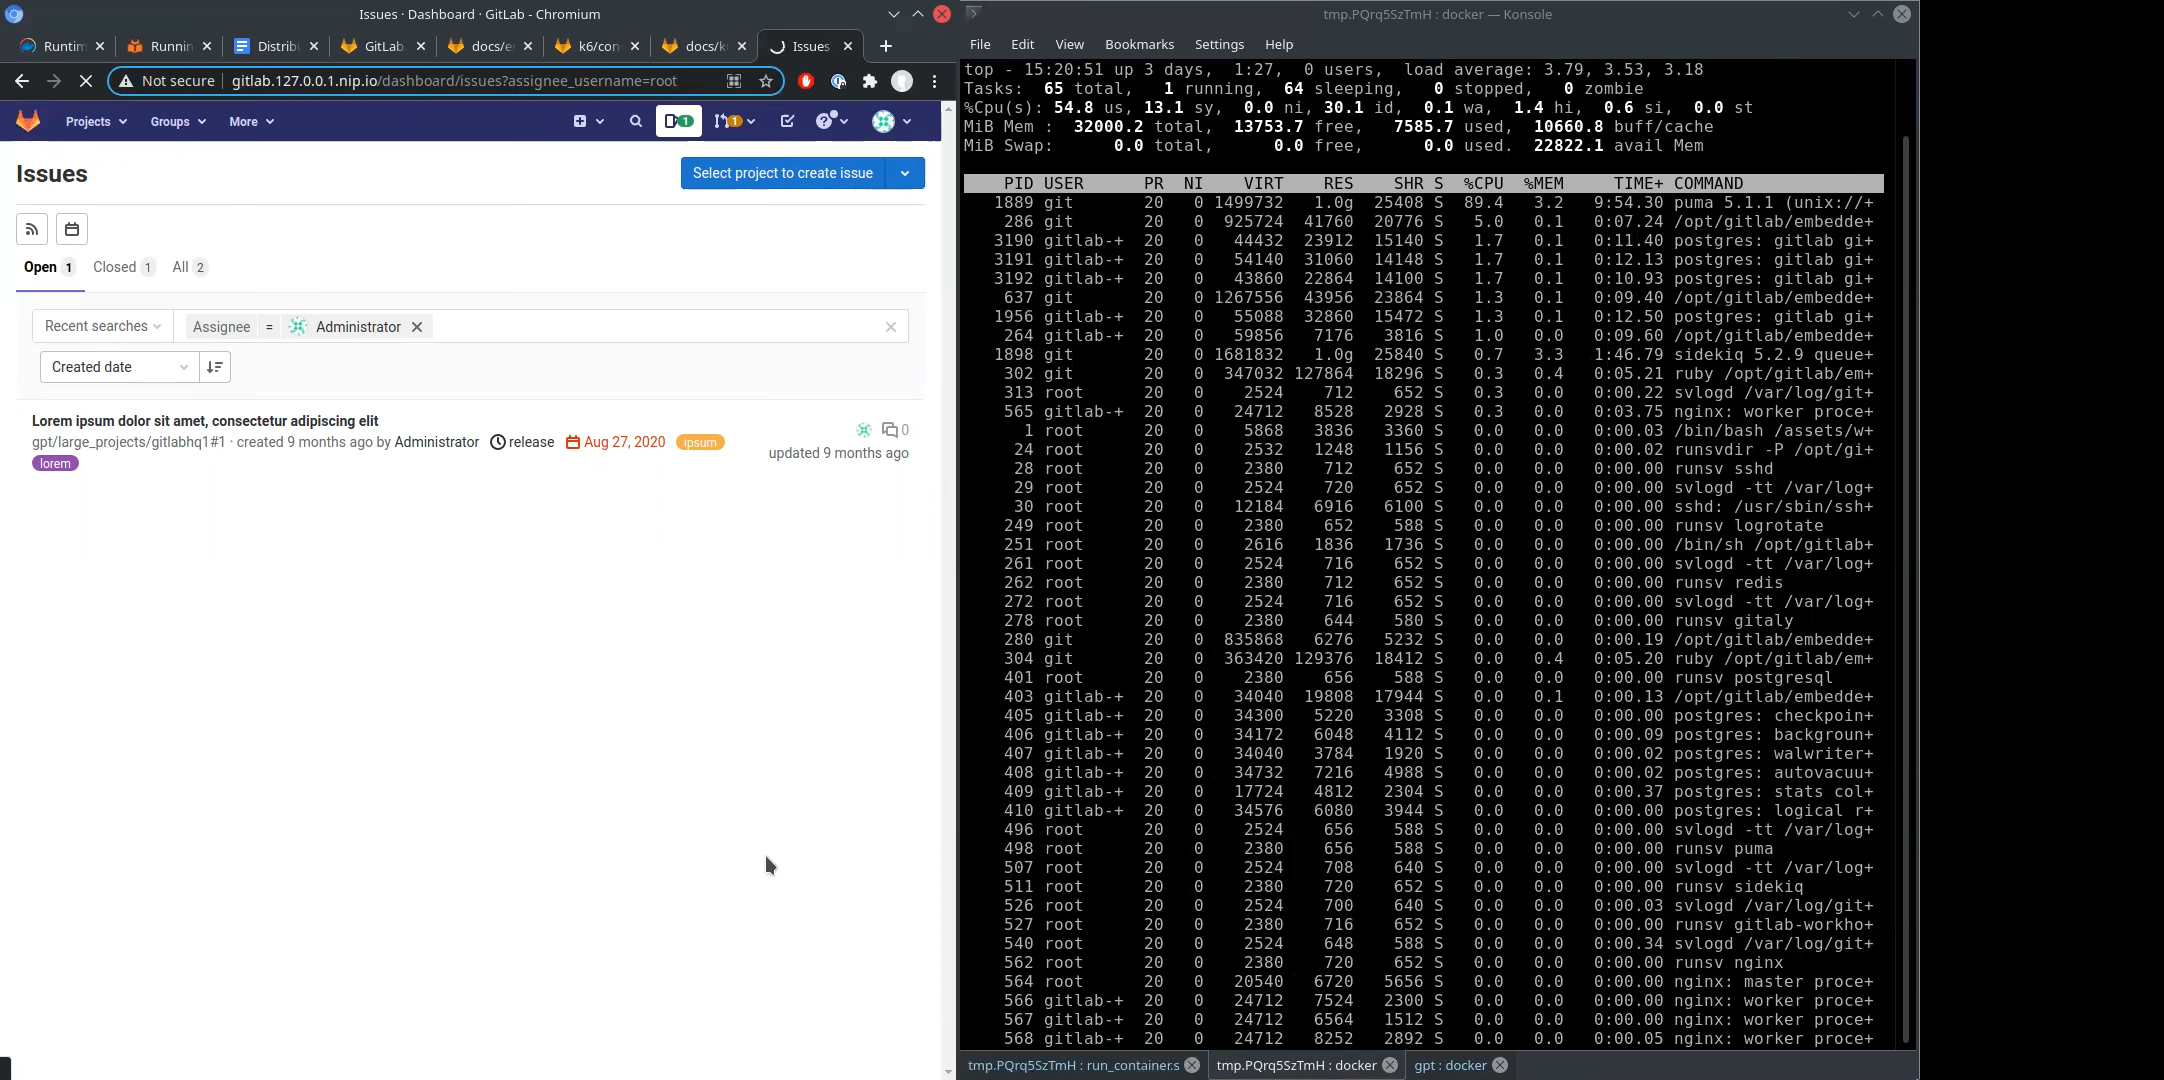 Issues · Dashboard · GitLab - Chromium
Runtim
Runnin
Distribu
GitLab.
docs/e
k6/con
docs/k
Issues
Not secure | gitlab.127.0.0.1.nip.io/dashboard/issues?assignee_username=root
Projects Groups More 1 1
Issues
Select project to create issue
Open 1 Closed 1 All 2
Recent searches Assignee = Administrator
Created date
Lorem ipsum dolor sit amet, consectetur adipiscing elit
gpt/large_projects/gitlabhq1#1 · created 9 months ago by Administrator release Aug 27, 2020 ipsum
lorem
0
updated 9 months ago
tmp.PQrq5SzTmH : docker — Konsole
File Edit View Bookmarks Settings Help
top - 15:20:51 up 3 days, 1:27, 0 users, load average: 3.79, 3.53, 3.18
Tasks: 65 total, 1 running, 64 sleeping, 0 stopped, 0 zombie
%Cpu(s): 54.8 us, 13.1 sy, 0.0 ni, 30.1 id, 0.1 wa, 1.4 hi, 0.6 si, 0.0 st
MiB Mem : 32000.2 total, 13753.7 free, 7585.7 used, 10660.8 buff/cache
MiB Swap: 0.0 total, 0.0 free, 0.0 used. 22822.1 avail Mem
PID USER PR NI VIRT RES SHR S %CPU %MEM TIME+ COMMAND
1889 git 20 0 1499732 1.0g 25408 S 89.4 3.2 9:54.30 puma 5.1.1 (unix://+
286 git 20 0 925724 41760 20776 S 5.0 0.1 0:07.24 /opt/gitlab/embedde+
3190 gitlab-+ 20 0 44432 23912 15140 S 1.7 0.1 0:11.40 postgres: gitlab gi+
3191 gitlab-+ 20 0 54140 31060 14148 S 1.7 0.1 0:12.13 postgres: gitlab gi+
3192 gitlab-+ 20 0 43860 22864 14100 S 1.7 0.1 0:10.93 postgres: gitlab gi+
637 git 20 0 1267556 43956 23864 S 1.3 0.1 0:09.40 /opt/gitlab/embedde+
1956 gitlab-+ 20 0 55088 32860 15472 S 1.3 0.1 0:12.50 postgres: gitlab gi+
264 gitlab-+ 20 0 59856 7176 3816 S 1.0 0.0 0:09.60 /opt/gitlab/embedde+
1898 git 20 0 1681832 1.0g 25840 S 0.7 3.3 1:46.79 sidekiq 5.2.9 queue+
302 git 20 0 347032 127864 18296 S 0.3 0.4 0:05.21 ruby /opt/gitlab/em+
313 root 20 0 2524 712 652 S 0.3 0.0 0:00.22 svlogd /var/log/git+
565 gitlab-+ 20 0 24712 8528 2928 S 0.3 0.0 0:03.75 nginx: worker proce+
1 root 20 0 5868 3836 3360 S 0.0 0.0 0:00.03 /bin/bash /assets/w+
24 root 20 0 2532 1248 1156 S 0.0 0.0 0:00.02 runsvdir -P /opt/gi+
28 root 20 0 2380 712 652 S 0.0 0.0 0:00.00 runsv sshd
29 root 20 0 2524 720 652 S 0.0 0.0 0:00.00 svlogd -tt /var/log+
30 root 20 0 12184 6916 6100 S 0.0 0.0 0:00.00 sshd: /usr/sbin/ssh+
249 root 20 0 2380 652 588 S 0.0 0.0 0:00.00 runsv logrotate
251 root 20 0 2616 1836 1736 S 0.0 0.0 0:00.00 /bin/sh /opt/gitlab+
261 root 20 0 2524 716 652 S 0.0 0.0 0:00.00 svlogd -tt /var/log+
262 root 20 0 2380 712 652 S 0.0 0.0 0:00.00 runsv redis
272 root 20 0 2524 716 652 S 0.0 0.0 0:00.00 svlogd -tt /var/log+
278 root 20 0 2380 644 580 S 0.0 0.0 0:00.00 runsv gitaly
280 git 20 0 835868 6276 5232 S 0.0 0.0 0:00.19 /opt/gitlab/embedde+
304 git 20 0 363420 129376 18412 S 0.0 0.4 0:05.20 ruby /opt/gitlab/em+
401 root 20 0 2380 656 588 S 0.0 0.0 0:00.00 runsv postgresql
403 gitlab-+ 20 0 34040 19808 17944 S 0.0 0.1 0:00.13 /opt/gitlab/embedde+
405 gitlab-+ 20 0 34300 5220 3308 S 0.0 0.0 0:00.00 postgres: checkpoin+
406 gitlab-+ 20 0 34172 6048 4112 S 0.0 0.0 0:00.09 postgres: backgroun+
407 gitlab-+ 20 0 34040 3784 1920 S 0.0 0.0 0:00.02 postgres: walwriter+
408 gitlab-+ 20 0 34732 7216 4988 S 0.0 0.0 0:00.02 postgres: autovacuu+
409 gitlab-+ 20 0 17724 4812 2304 S 0.0 0.0 0:00.37 postgres: stats col+
410 gitlab-+ 20 0 34576 6080 3944 S 0.0 0.0 0:00.00 postgres: logical r+
496 root 20 0 2524 656 588 S 0.0 0.0 0:00.00 svlogd -tt /var/log+
498 root 20 0 2380 656 588 S 0.0 0.0 0:00.00 runsv puma
507 root 20 0 2524 708 640 S 0.0 0.0 0:00.00 svlogd -tt /var/log+
511 root 20 0 2380 720 652 S 0.0 0.0 0:00.00 runsv sidekiq
526 root 20 0 2524 700 640 S 0.0 0.0 0:00.03 svlogd /var/log/git+
527 root 20 0 2380 716 652 S 0.0 0.0 0:00.00 runsv gitlab-workho+
540 root 20 0 2524 648 588 S 0.0 0.0 0:00.34 svlogd /var/log/git+
562 root 20 0 2380 720 652 S 0.0 0.0 0:00.00 runsv nginx
564 root 20 0 20540 6720 5656 S 0.0 0.0 0:00.00 nginx: master proce+
566 gitlab-+ 20 0 24712 7524 2300 S 0.0 0.0 0:00.00 nginx: worker proce+
567 gitlab-+ 20 0 24712 6564 1512 S 0.0 0.0 0:00.00 nginx: worker proce+
568 gitlab-+ 20 0 24712 8252 2892 S 0.0 0.0 0:00.05 nginx: worker proce+
tmp.PQrq5SzTmH : run_container.s tmp.PQrq5SzTmH : docker gpt : docker